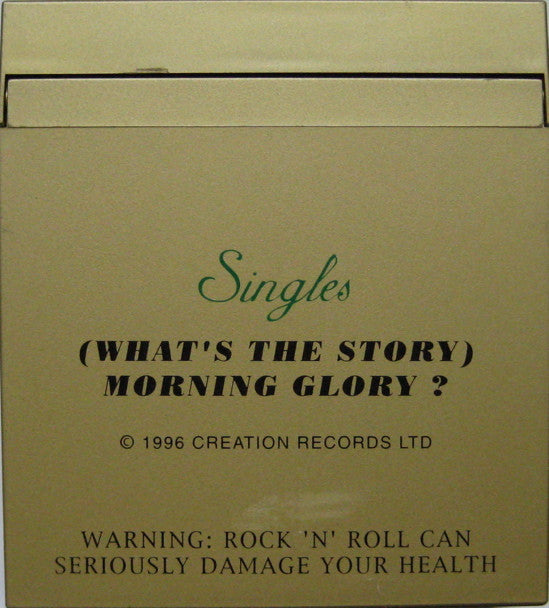 Singles
(WHAT'S THE STORY)
MORNING GLORY ?
© 1996 CREATION RECORDS LTD
WARNING: ROCK 'N' ROLL CAN
SERIOUSLY DAMAGE YOUR HEALTH